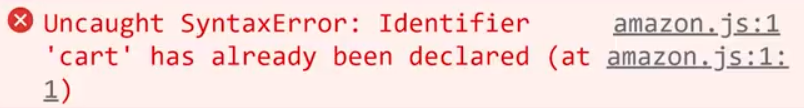 Uncaught SyntaxError: Identifier amazon.js:1
'cart' has already been declared (at amazon.js:1:
1)